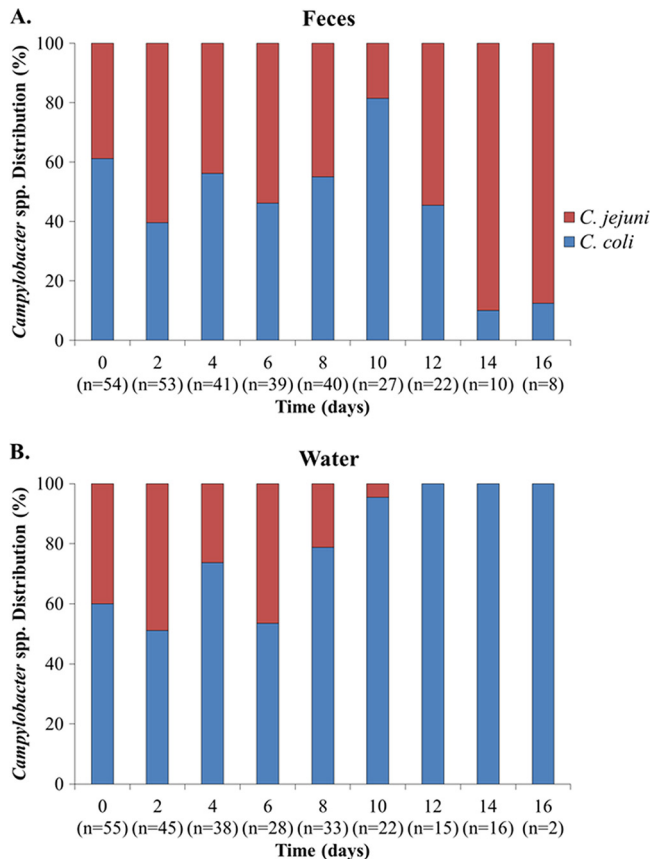 A.
Feces
Campylobacter spp. Distribution (%)
100
80
60
40
20
0
C. jejuni
C. coli
0 2 4 6 8 10 12 14 16
(n=54) (n=53) (n=41) (n=39) (n=40) (n=27) (n=22) (n=10) (n=8)
Time (days)
B.
Water
Campylobacter spp. Distribution (%)
100
80
60
40
20
0
0 2 4 6 8 10 12 14 16
(n=55) (n=45) (n=38) (n=28) (n=33) (n=22) (n=15) (n=16) (n=2)
Time (days)